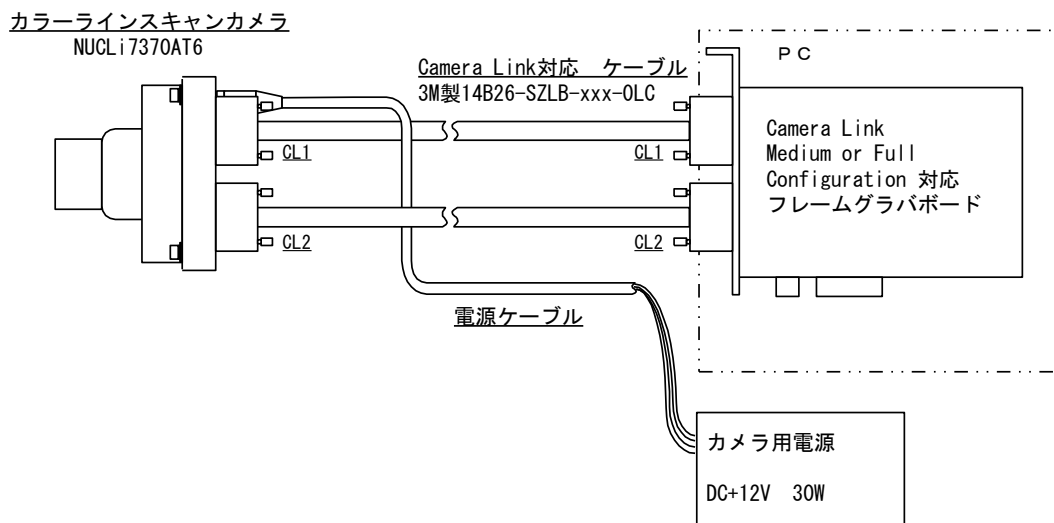 カラーラインスキャンカメラ
NUCLi7370AT6
Camera Link対応 ケーブル
3M製14B26-SZLB-xxx-0LC
ＰＣ
CL1
CL1
Camera Link
Medium or Full
Configuration 対応
フレームグラバボード
CL2
CL2
電源ケーブル
カメラ用電源
DC+12V 30W